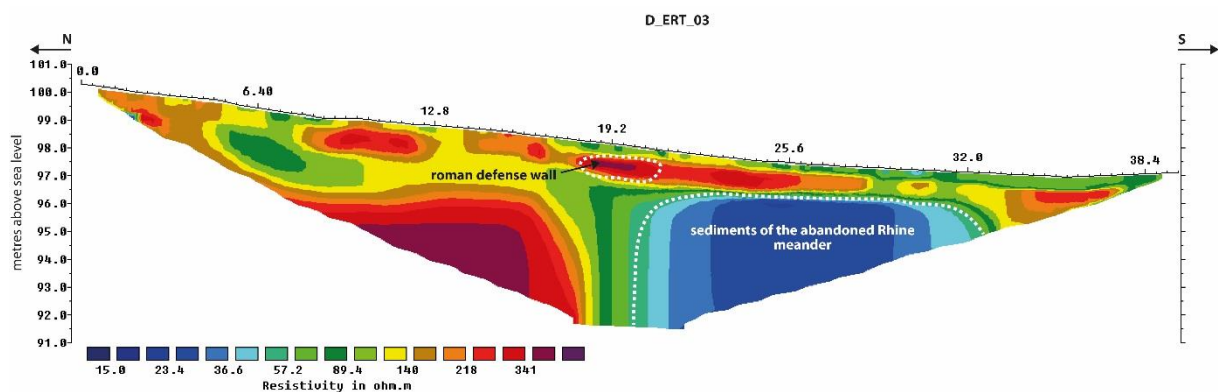 D_ERT_03
N
S
101.0
100.0
99.0
98.0
97.0
96.0
95.0
94.0
93.0
92.0
91.0
metres above sea level
0.0
6.40
12.8
19.2
25.6
32.0
38.4
roman defense wall
sediments of the abandoned Rhine
meander
15.0 23.4 36.6 57.2 89.4 140 218 341
Resistivity in ohm.m